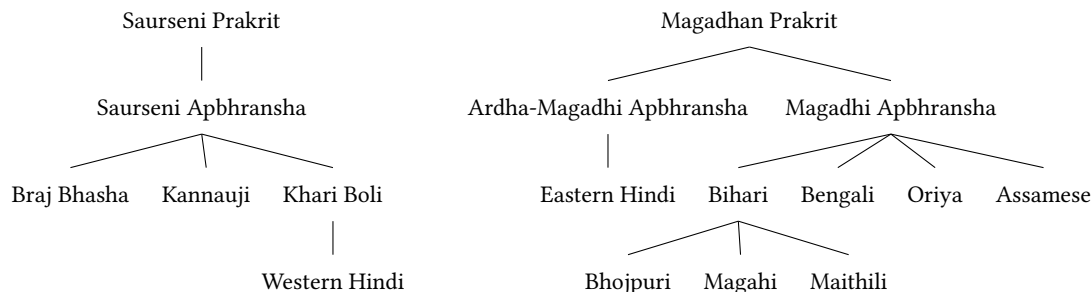 Saurseni Prakrit Magadhan Prakrit
Saurseni Apbhransha Ardha-Magadhi Apbhransha Magadhi Apbhransha
Braj Bhasha Kannauji Khari Boli Eastern Hindi Bihari Bengali Oriya Assamese
Western Hindi Bhojpuri Magahi Maithili